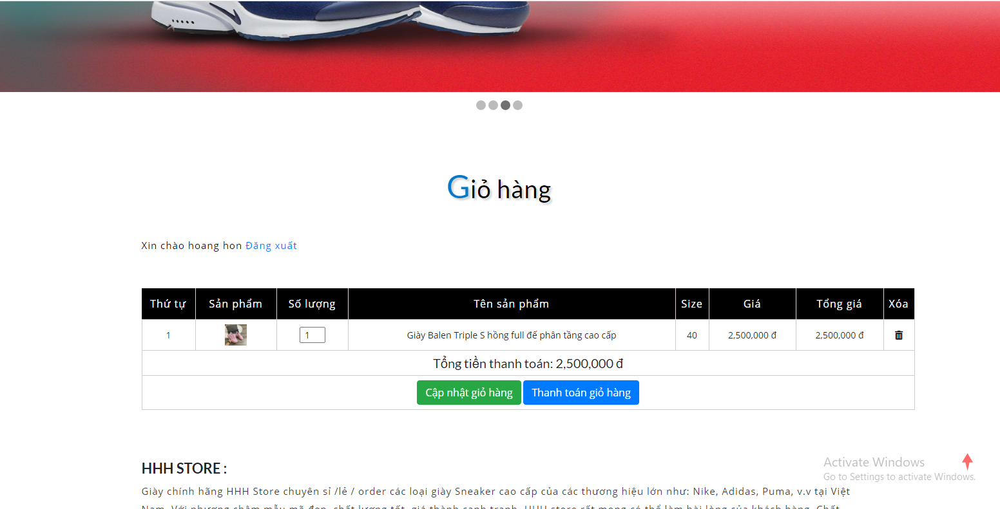 Giỏ hàng
Xin chào hoang hon Đăng xuất
Thứ tự Sản phẩm Số lượng Tên sản phẩm Size Giá Tổng giá Xóa
1 1 Giày Balen Triple S hồng full đế phân tầng cao cấp 40 2,500,000 đ 2,500,000 đ
Tổng tiền thanh toán: 2,500,000 đ
Cập nhật giỏ hàng Thanh toán giỏ hàng
HHH STORE :
Activate Windows
Go to Settings to activate Windows.
Giày chính hãng HHH Store chuyên sỉ /lẻ / order các loại giày Sneaker cao cấp của các thương hiệu lớn như: Nike, Adidas, Puma, v.v tại Việt
Nam. Với phương châm mẫu mã đẹp, chất lượng tốt, giá thành cạnh tranh, HHH store rất mong có thể làm hài lòng của khách hàng. Chất